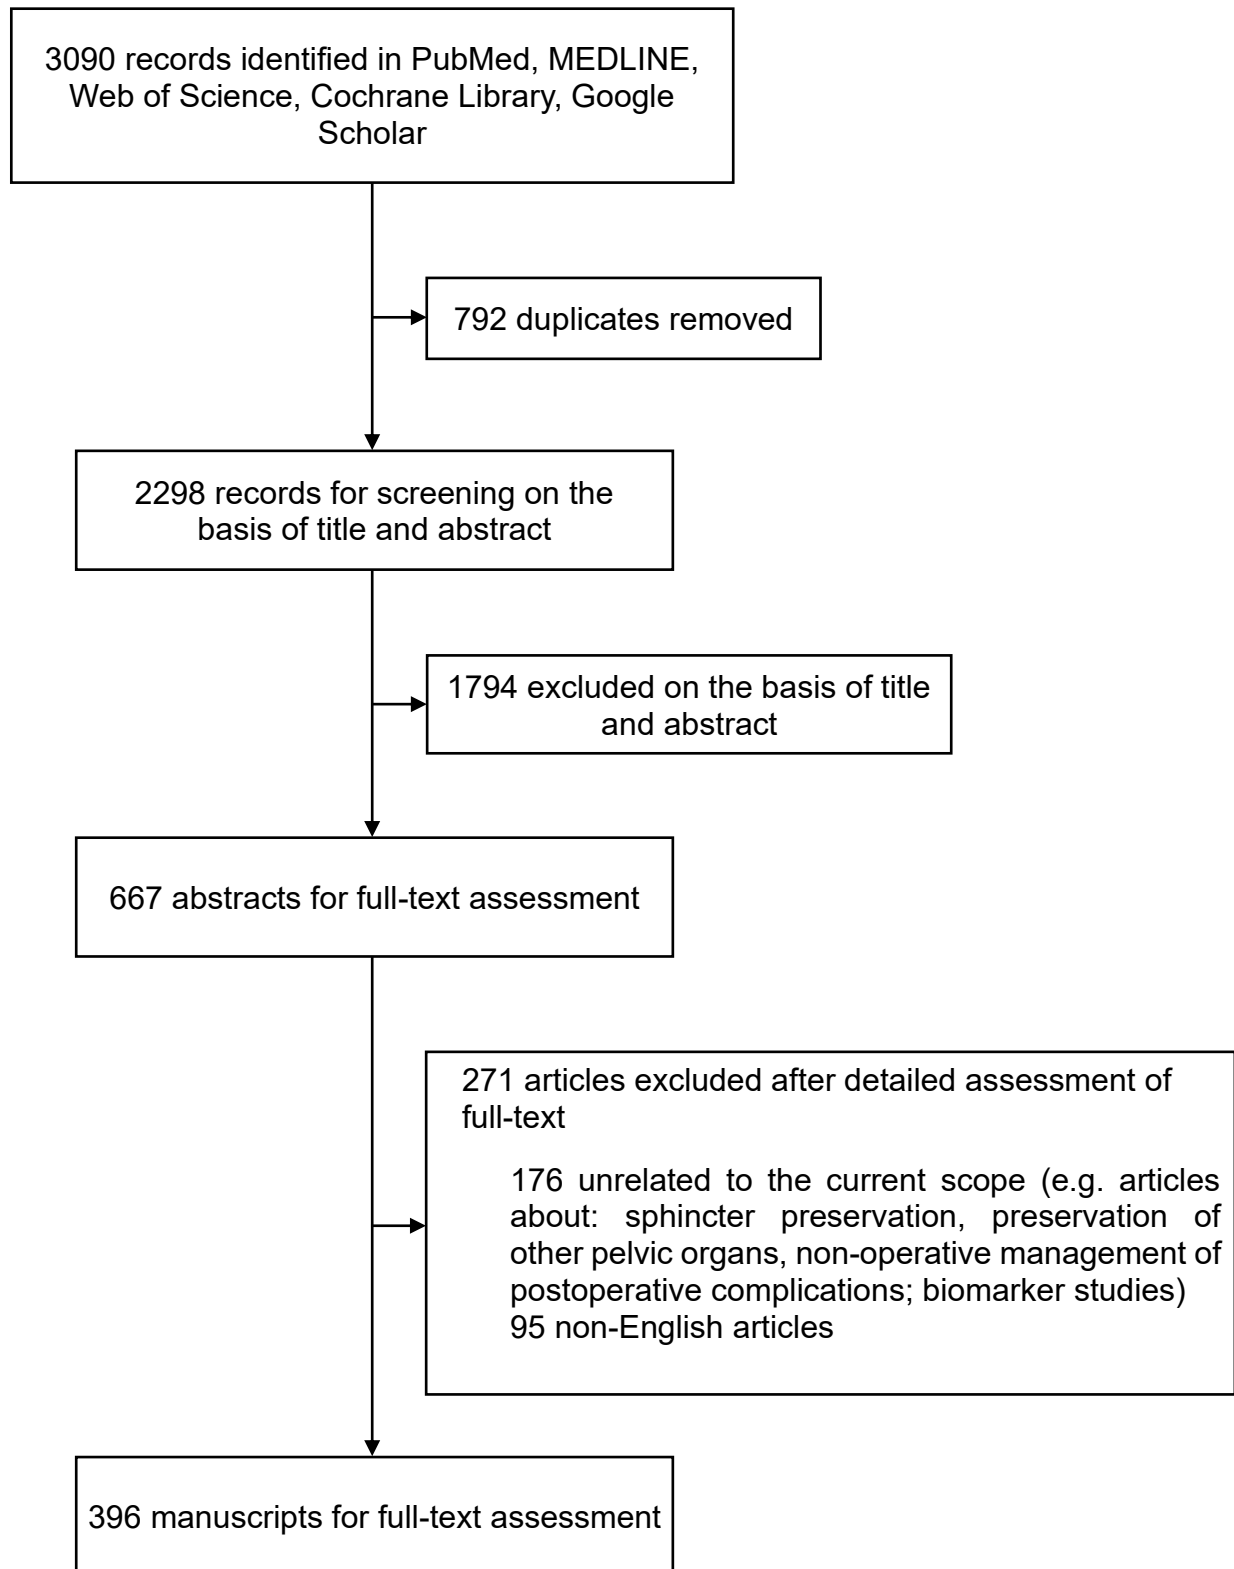 3090 records identified in PubMed, MEDLINE,
Web of Science, Cochrane Library, Google
Scholar
792 duplicates removed
2298 records for screening on the
basis of title and abstract
1794 excluded on the basis of title
and abstract
667 abstracts for full-text assessment
271 articles excluded after detailed assessment of
full-text
176 unrelated to the current scope (e.g. articles
about: sphincter preservation, preservation of
other pelvic organs, non-operative management of
postoperative complications; biomarker studies)
95 non-English articles
396 manuscripts for full-text assessment